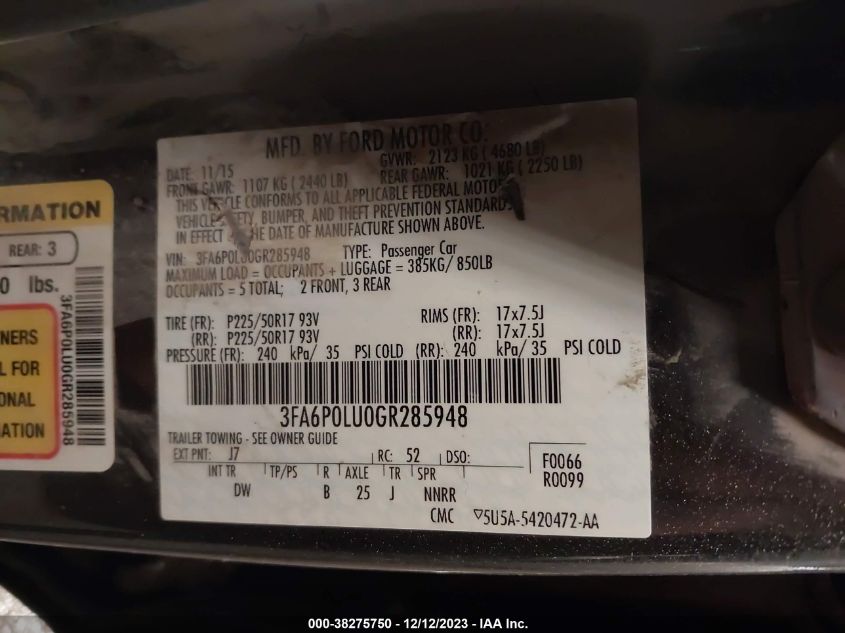 RMATION
REAR: 3
0 lbs.
NERS
L FOR
ONAL
ATION
3FA6P0LU0GR285948
MFD. BY FORD MOTOR CO.
DATE: 11/15 GVWR: 2123 KG ( 4680 LB)
FRONT GAWR: 1107 KG ( 2440 LB) REAR GAWR: 1021 KG ( 2250 LB)
THIS VEHICLE CONFORMS TO ALL APPLICABLE FEDERAL MOTOR
VEHICLE SAFETY, BUMPER, AND THEFT PREVENTION STANDARDS
IN EFFECT THE DATE OF MANUFACTURE SHOWN ABOVE.
VIN: 3FA6P0LU0GR285948 TYPE: Passenger Car
MAXIMUM LOAD = OCCUPANTS + LUGGAGE = 385KG/ 850LB
OCCUPANTS = 5 TOTAL; 2 FRONT, 3 REAR
TIRE (FR): P225/50R17 93V RIMS (FR): 17x7.5J
(RR): P225/50R17 93V (RR): 17x7.5J
PRESSURE (FR): 240 kPa/ 35 PSI COLD (RR): 240 kPa/ 35 PSI COLD
3FA6P0LU0GR285948
TRAILER TOWING - SEE OWNER GUIDE
EXT PNT: J7 RC: 52 DSO:
INT TR TP/PS R AXLE TR SPR
DW B 25 J NNRR
F0066
R0099
CMC ▽5U5A-5420472-AA
000-38275750 - 12/12/2023 - IAA Inc.